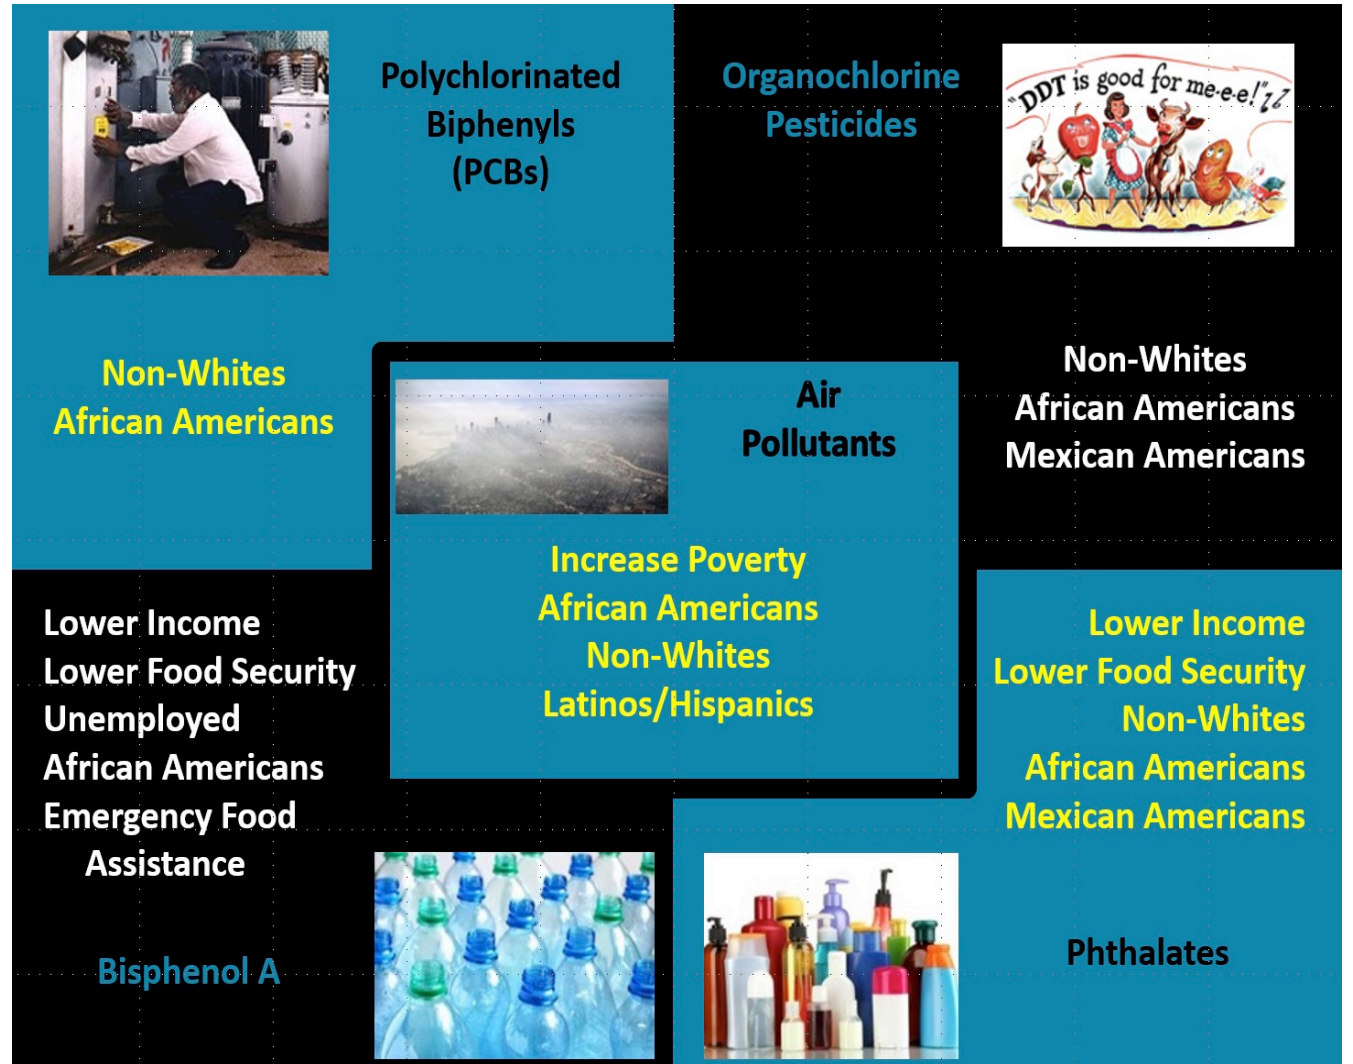 Polychlorinated
Biphenyls
(PCBs)
Non-Whites
African Americans
Organochlorine
Pesticides
"DDT is good for me-e-e!"
Non-Whites
African Americans
Mexican Americans
Air
Pollutants
Increase Poverty
African Americans
Non-Whites
Latinos/Hispanics
Lower Income
Lower Food Security
Unemployed
African Americans
Emergency Food
Assistance
Bisphenol A
Lower Income
Lower Food Security
Non-Whites
African Americans
Mexican Americans
Phthalates